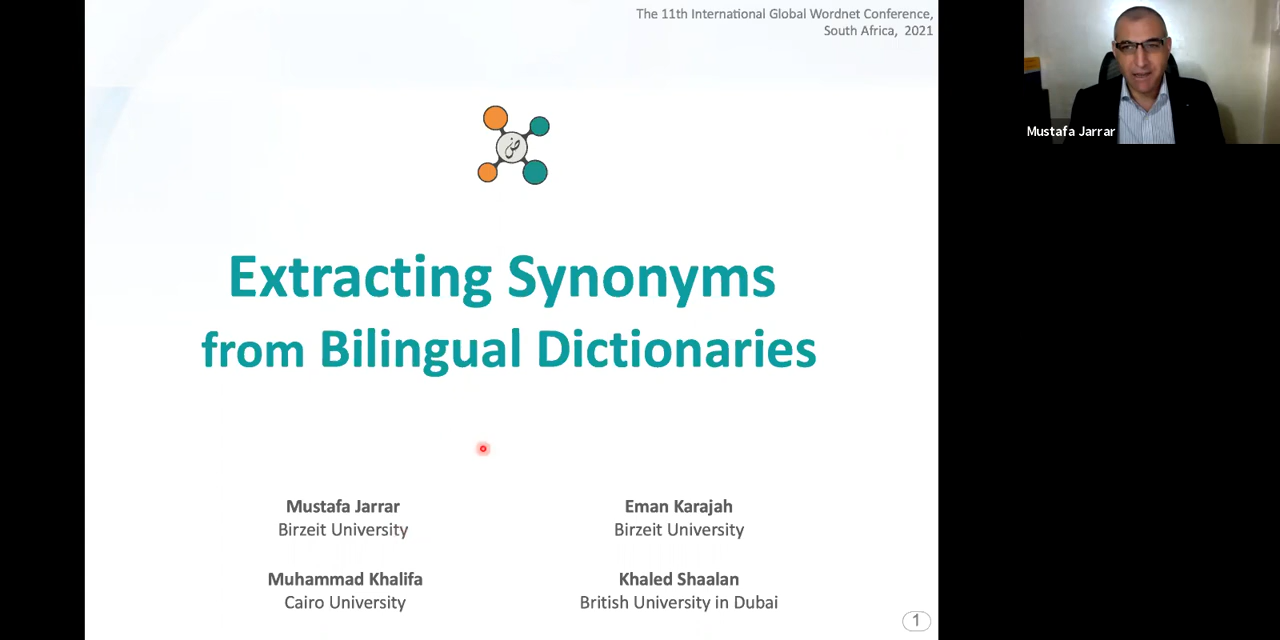 The 11th International Global Wordnet Conference,
South Africa, 2021
Mustafa Jarrar
ض
Extracting Synonyms
from Bilingual Dictionaries
Mustafa Jarrar
Birzeit University
Eman Karajah
Birzeit University
Muhammad Khalifa
Cairo University
Khaled Shaalan
British University in Dubai
1